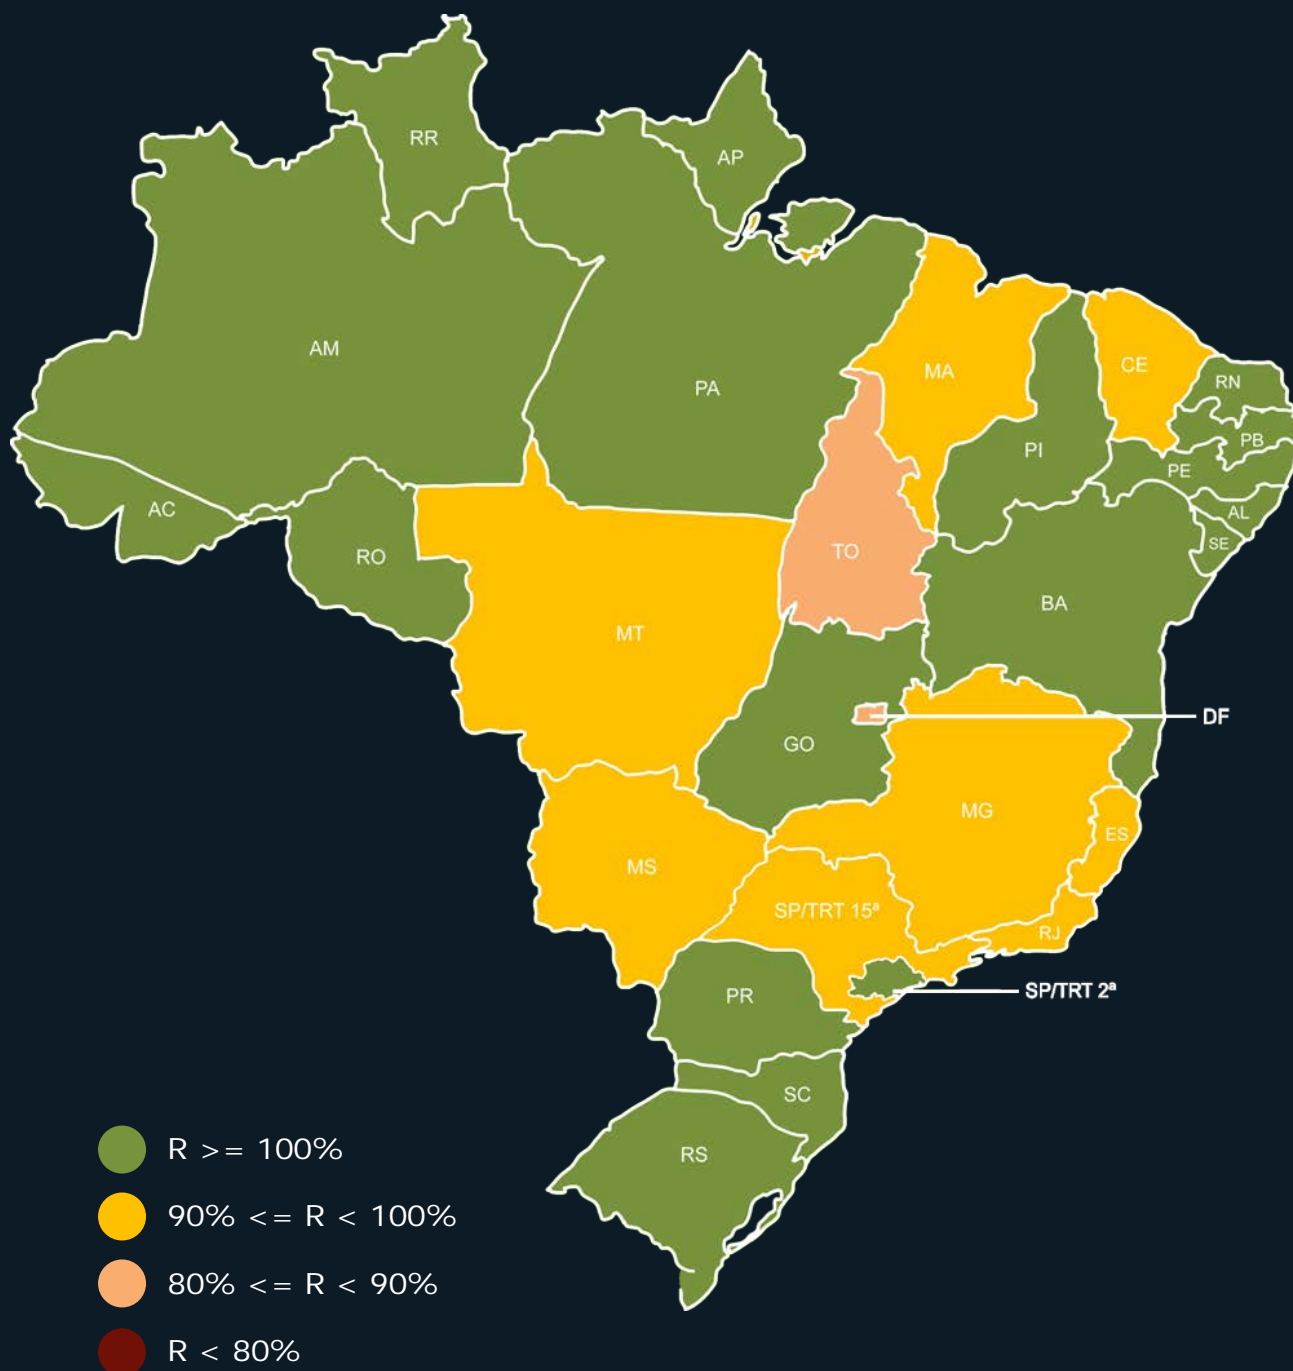 RR
AP
AM
PA
MA
CE
RN
PB
PI
PE
AL
SE
AC
RO
TO
BA
MT
DF
GO
MG
ES
MS
SP/TRT 15ª
RJ
SP/TRT 2ª
PR
SC
RS
R >= 100%
90% <= R < 100%
80% <= R < 90%
R < 80%